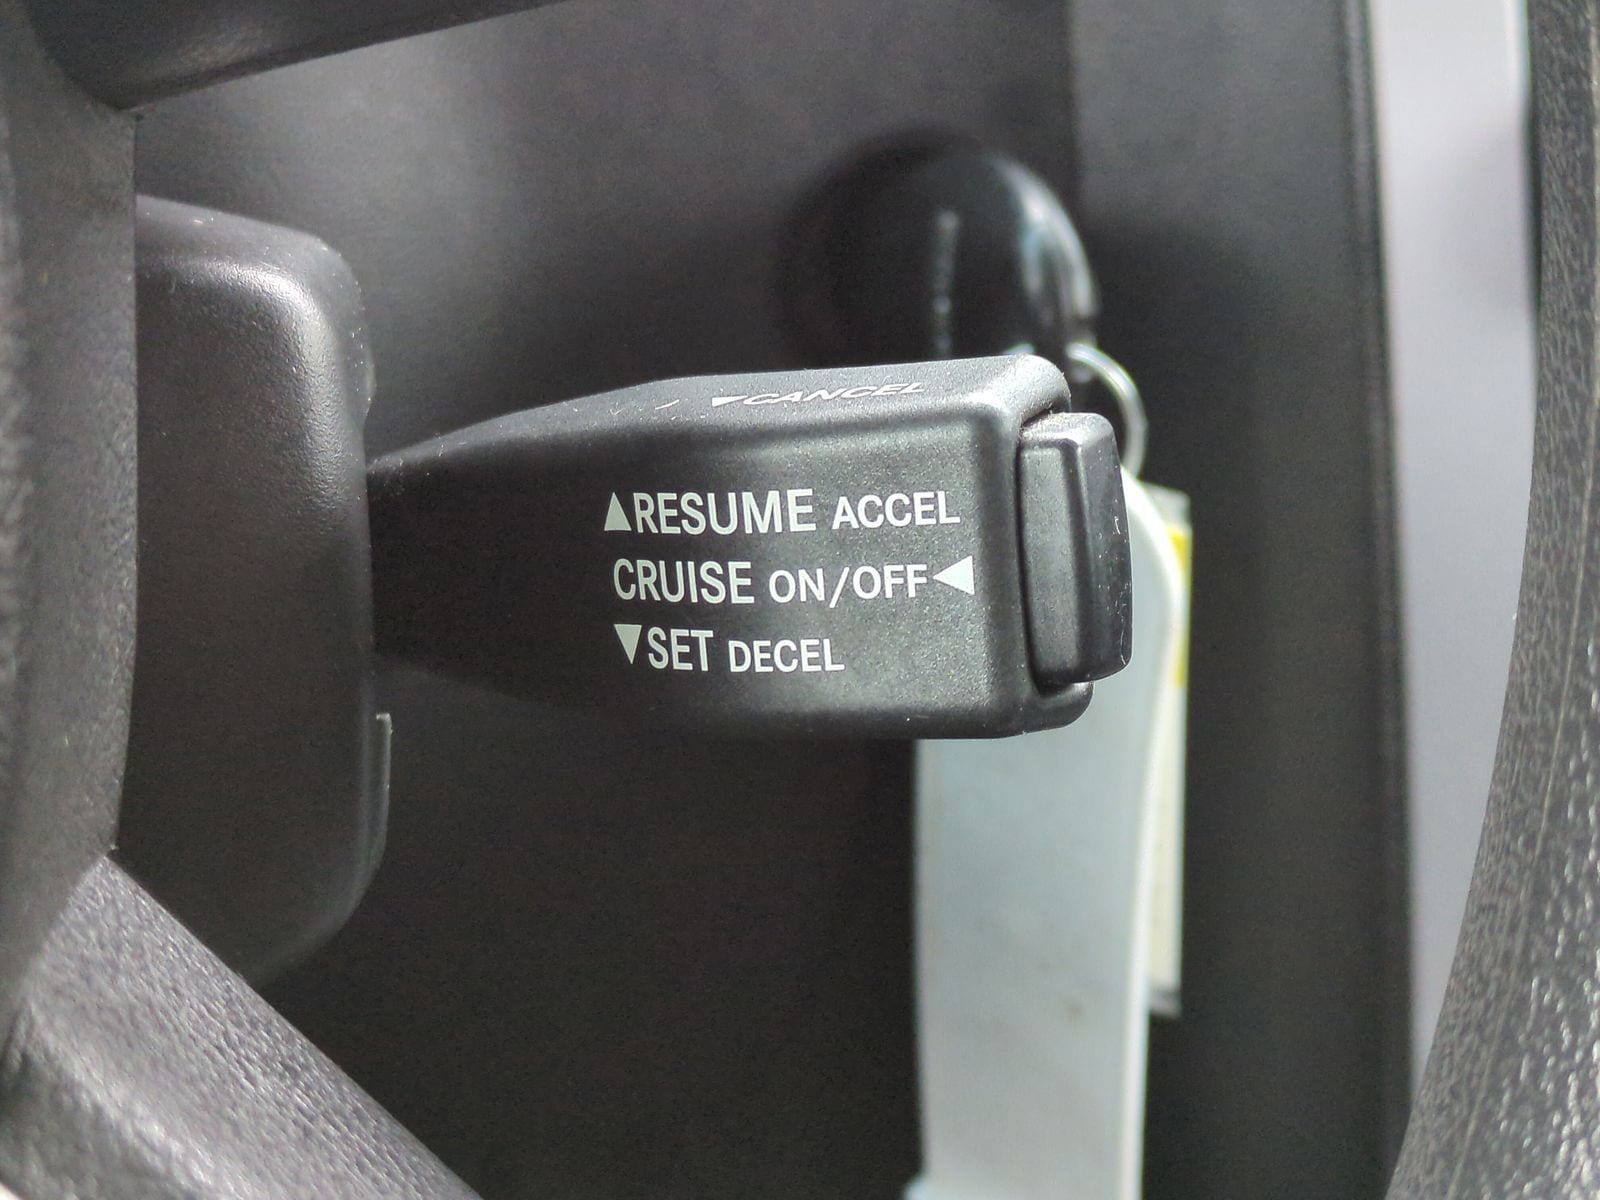 ▼CANCEL
▲RESUME ACCEL
CRUISE ON/OFF◀
▼SET DECEL